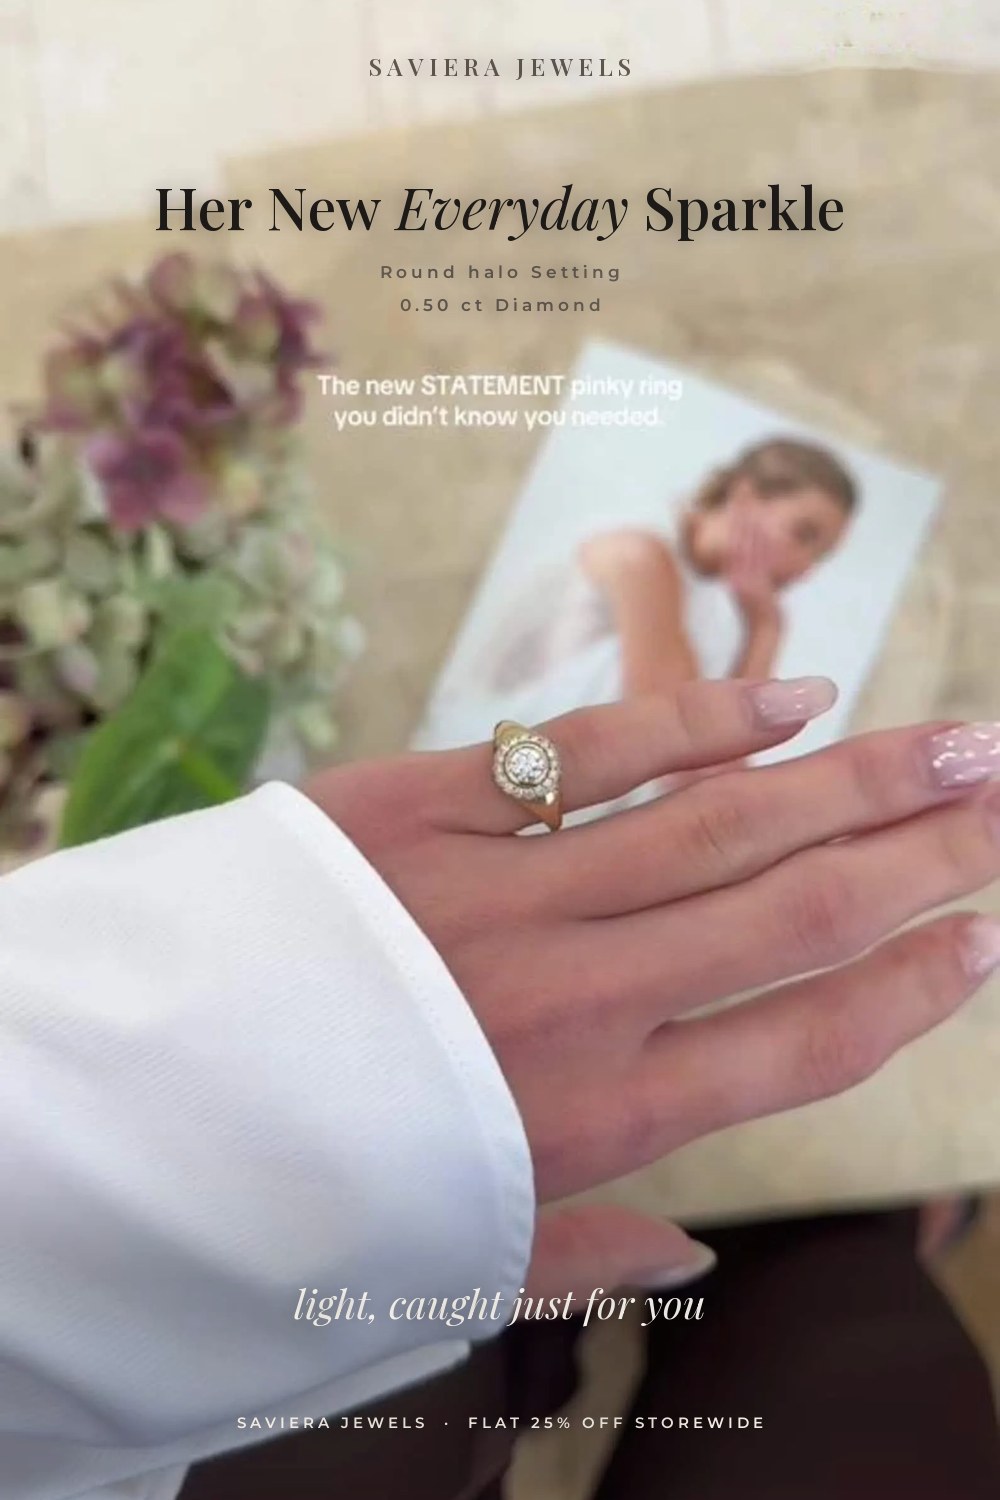 SAVIERA JEWELS
Her New Everyday Sparkle
Round halo Setting
0.50 ct Diamond
The new STATEMENT pinky ring
you didn't know you needed.
light, caught just for you
SAVIERA JEWELS · FLAT 25% OFF STOREWIDE